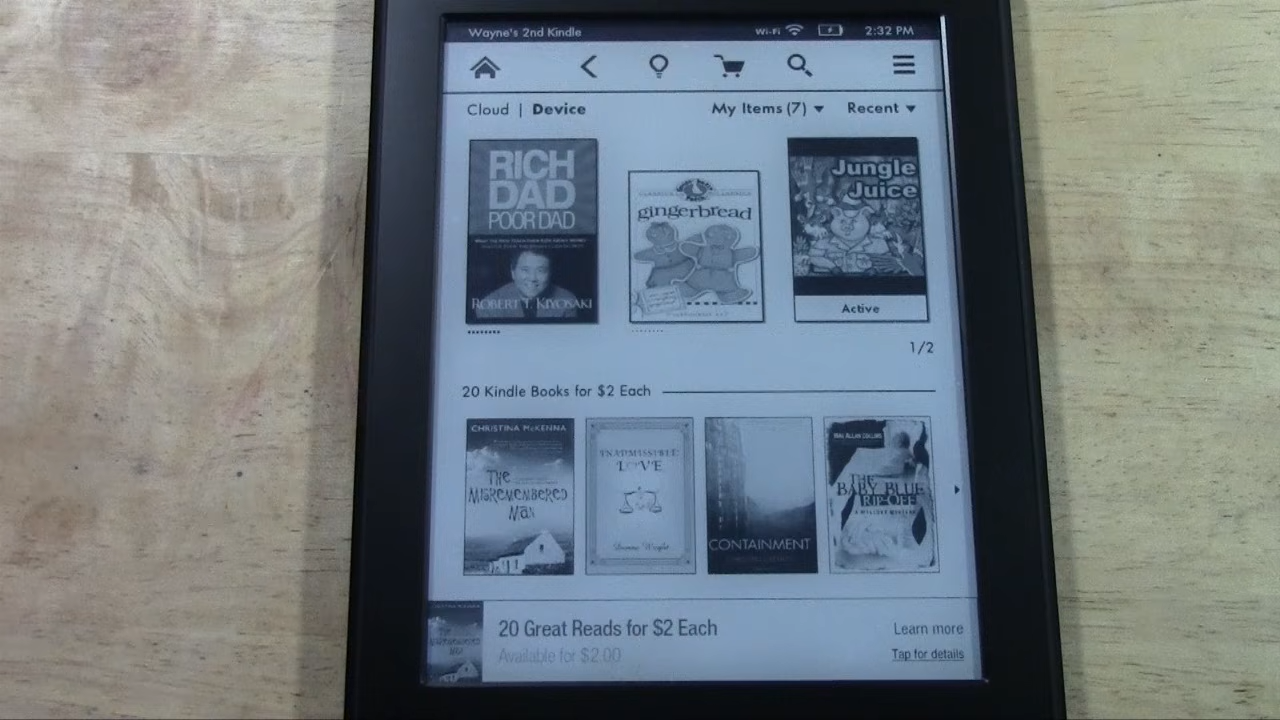 Wayne's 2nd Kindle
Wi-Fi
2:32 PM
Cloud | Device
My Items (7)
Recent
RICH
DAD
POOR DAD
ROBERT T. KIYOSAKI
gingerbread
Jungle
Juice
Active
1/2
20 Kindle Books for $2 Each
CHRISTINA McKENNA
THE
MISREMEMBERED
MAN
INADMISSIBLE
LOVE
CONTAINMENT
MAX ALLAN COLLINS
THE
BABY BLUE
RIP-OFF
20 Great Reads for $2 Each
Available for $2.00
Learn more
Tap for details